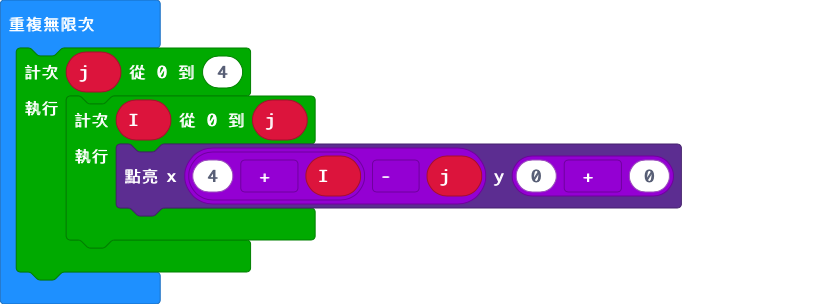 重複無限次
計次 j 從 0 到 4
執行
計次 I 從 0 到 j
執行
點亮 x 4 + I - j y 0 + 0